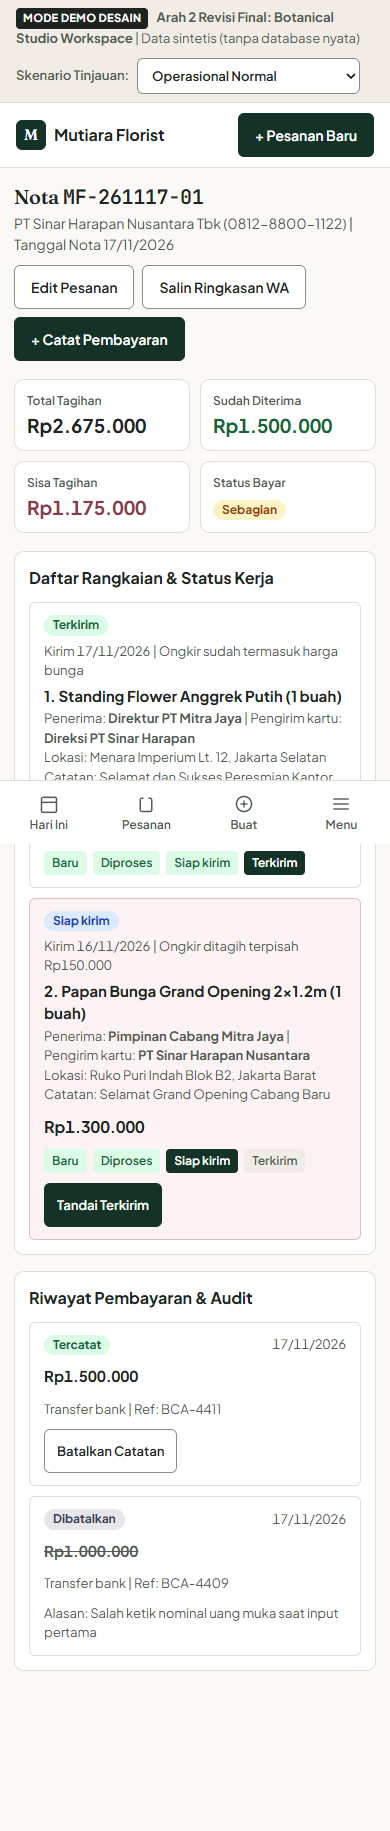 MODE DEMO DESAIN Arah 2 Revisi Final: Botanical
Studio Workspace | Data sintetis (tanpa database nyata)
Skenario Tinjauan: Operasional Normal
M Mutiara Florist + Pesanan Baru
Nota MF-261117-01
PT Sinar Harapan Nusantara Tbk (0812-8800-1122) |
Tanggal Nota 17/11/2026
Edit Pesanan Salin Ringkasan WA
+ Catat Pembayaran
Total Tagihan
Rp2.675.000
Sudah Diterima
Rp1.500.000
Sisa Tagihan
Rp1.175.000
Status Bayar
Sebagian
Daftar Rangkaian & Status Kerja
Terkirim
Kirim 17/11/2026 | Ongkir sudah termasuk harga
bunga
1. Standing Flower Anggrek Putih (1 buah)
Penerima: Direktur PT Mitra Jaya | Pengirim kartu:
Direksi PT Sinar Harapan
Lokasi: Menara Imperium Lt. 12, Jakarta Selatan
Catatan: Selamat dan Sukses Peresmian Kantor
Hari Ini Pesanan Buat Menu
Baru Diproses Siap kirim Terkirim
Siap kirim
Kirim 16/11/2026 | Ongkir ditagih terpisah
Rp150.000
2. Papan Bunga Grand Opening 2×1.2m (1
buah)
Penerima: Pimpinan Cabang Mitra Jaya |
Pengirim kartu: PT Sinar Harapan Nusantara
Lokasi: Ruko Puri Indah Blok B2, Jakarta Barat
Catatan: Selamat Grand Opening Cabang Baru
Rp1.300.000
Baru Diproses Siap kirim Terkirim
Tandai Terkirim
Riwayat Pembayaran & Audit
Tercatat 17/11/2026
Rp1.500.000
Transfer bank | Ref: BCA-4411
Batalkan Catatan
Dibatalkan 17/11/2026
Rp1.000.000
Transfer bank | Ref: BCA-4409
Alasan: Salah ketik nominal uang muka saat input
pertama